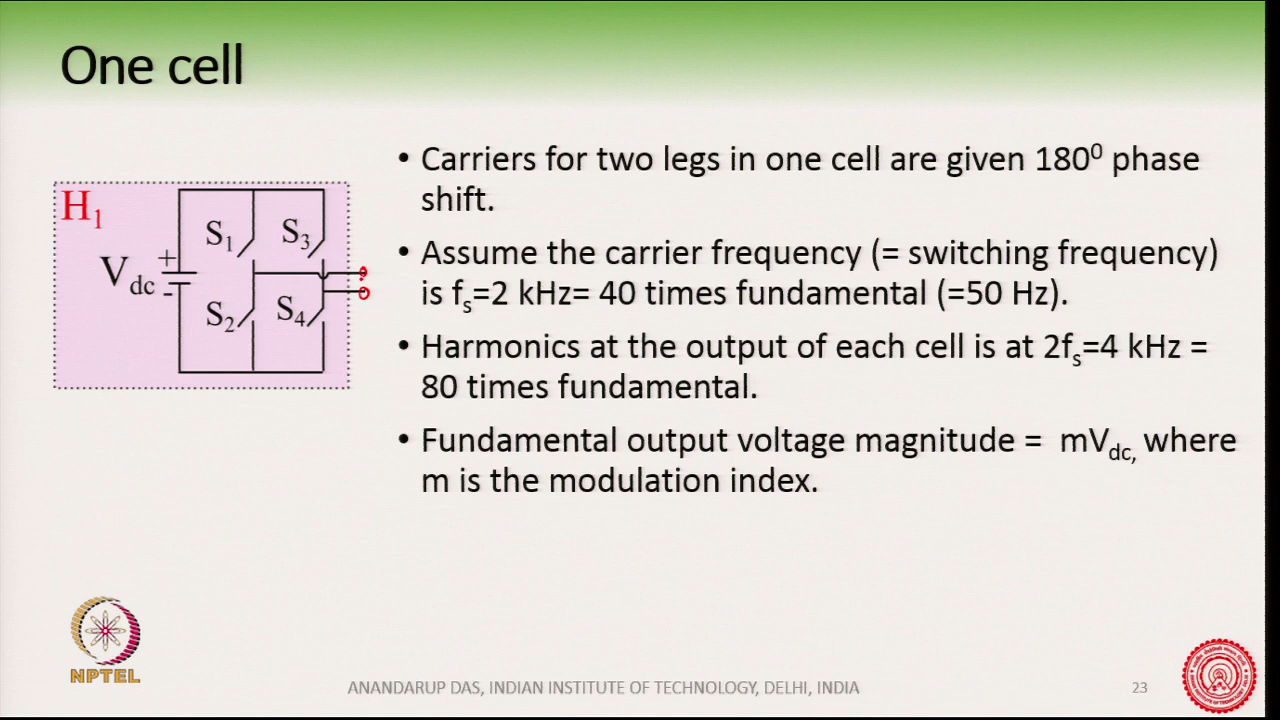 One cell
H₁
S₁
S₃
V_dc
+
-
S₂
S₄
• Carriers for two legs in one cell are given 180⁰ phase
shift.
• Assume the carrier frequency (= switching frequency)
is fₛ=2 kHz= 40 times fundamental (=50 Hz).
• Harmonics at the output of each cell is at 2fₛ=4 kHz =
80 times fundamental.
• Fundamental output voltage magnitude = mV_dc, where
m is the modulation index.
NPTEL
ANANDARUP DAS, INDIAN INSTITUTE OF TECHNOLOGY, DELHI, INDIA
23